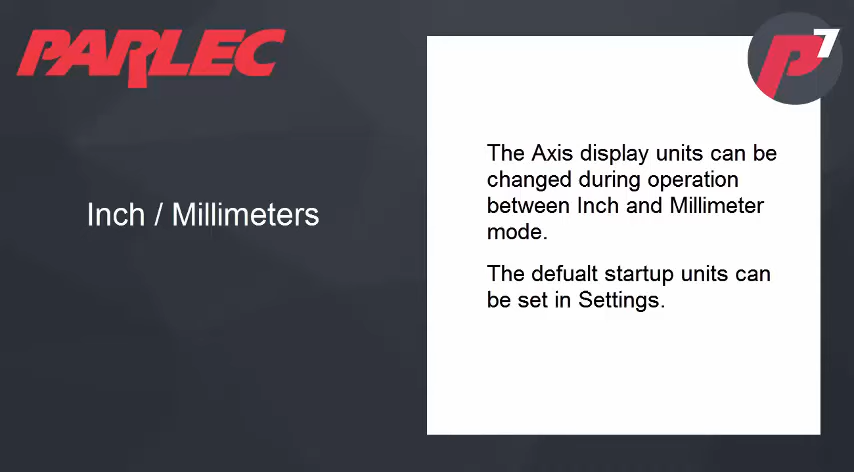 PARLEC
P7
Inch / Millimeters
The Axis display units can be
changed during operation
between Inch and Millimeter
mode.
The defualt startup units can
be set in Settings.